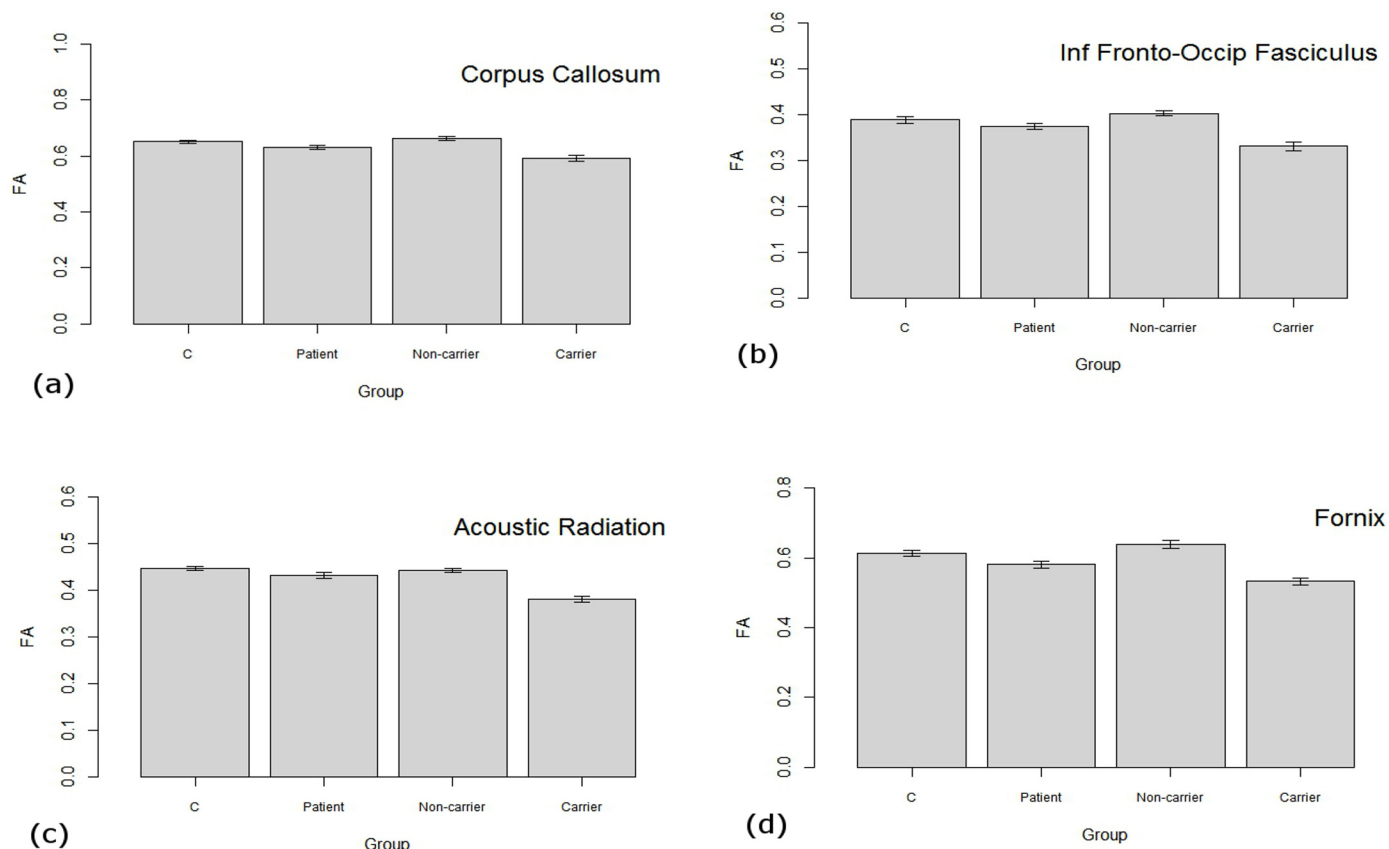 Corpus Callosum
FA
1.0
0.8
0.6
0.4
0.2
0.0
C Patient Non-carrier Carrier
Group
(a)
Inf Fronto-Occip Fasciculus
FA
0.6
0.5
0.4
0.3
0.2
0.1
0.0
C Patient Non-carrier Carrier
Group
(b)
Acoustic Radiation
FA
0.6
0.5
0.4
0.3
0.2
0.1
0.0
C Patient Non-carrier Carrier
Group
(c)
Fornix
FA
0.8
0.6
0.4
0.2
0.0
C Patient Non-carrier Carrier
Group
(d)